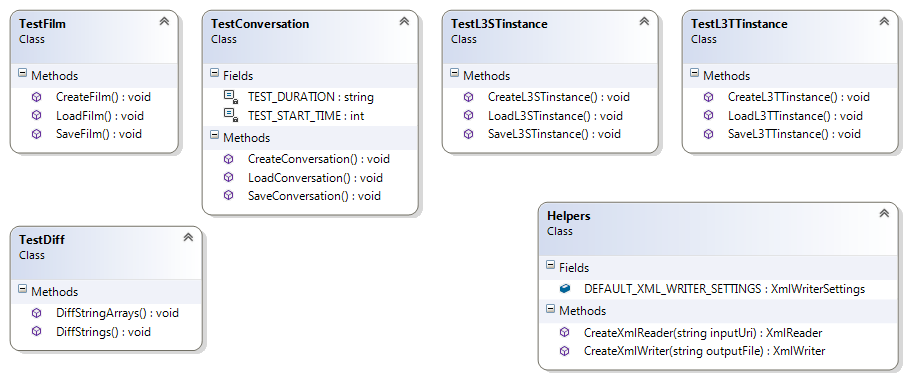 TestFilm
Class
Methods
CreateFilm() : void
LoadFilm() : void
SaveFilm() : void
TestConversation
Class
Fields
TEST_DURATION : string
TEST_START_TIME : int
Methods
CreateConversation() : void
LoadConversation() : void
SaveConversation() : void
TestL3STinstance
Class
Methods
CreateL3STinstance() : void
LoadL3STinstance() : void
SaveL3STinstance() : void
TestL3TTinstance
Class
Methods
CreateL3TTinstance() : void
LoadL3TTinstance() : void
SaveL3TTinstance() : void
TestDiff
Class
Methods
DiffStringArrays() : void
DiffStrings() : void
Helpers
Class
Fields
DEFAULT_XML_WRITER_SETTINGS : XmlWriterSettings
Methods
CreateXmlReader(string inputUri) : XmlReader
CreateXmlWriter(string outputFile) : XmlWriter